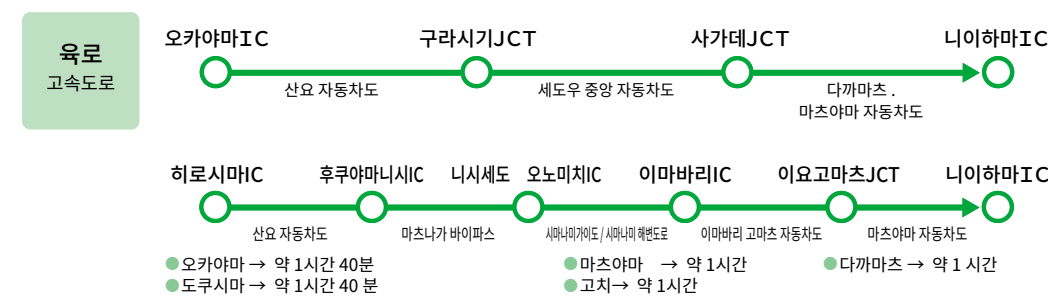 육로
고속도로
오카야마IC 구라시기JCT 사가데JCT 니이하마IC
산요 자동차도 세도우 중앙 자동차도 다까마츠 .
마츠야마 자동차도
히로시마IC 후쿠야마니시IC 니시세도 오노미치IC 이마바리IC 이요고마츠JCT 니이하마IC
산요 자동차도 마츠나가 바이파스 시마나미가이도 / 시마나미 해변도로 이마바리 고마츠 자동차도 마츠야마 자동차도
●오카야마 → 약 1시간 40분 ●마츠야마 → 약 1시간 ●다까마츠 → 약 1 시간
●도쿠시마 → 약 1시간 40 분 ●고치→ 약 1시간